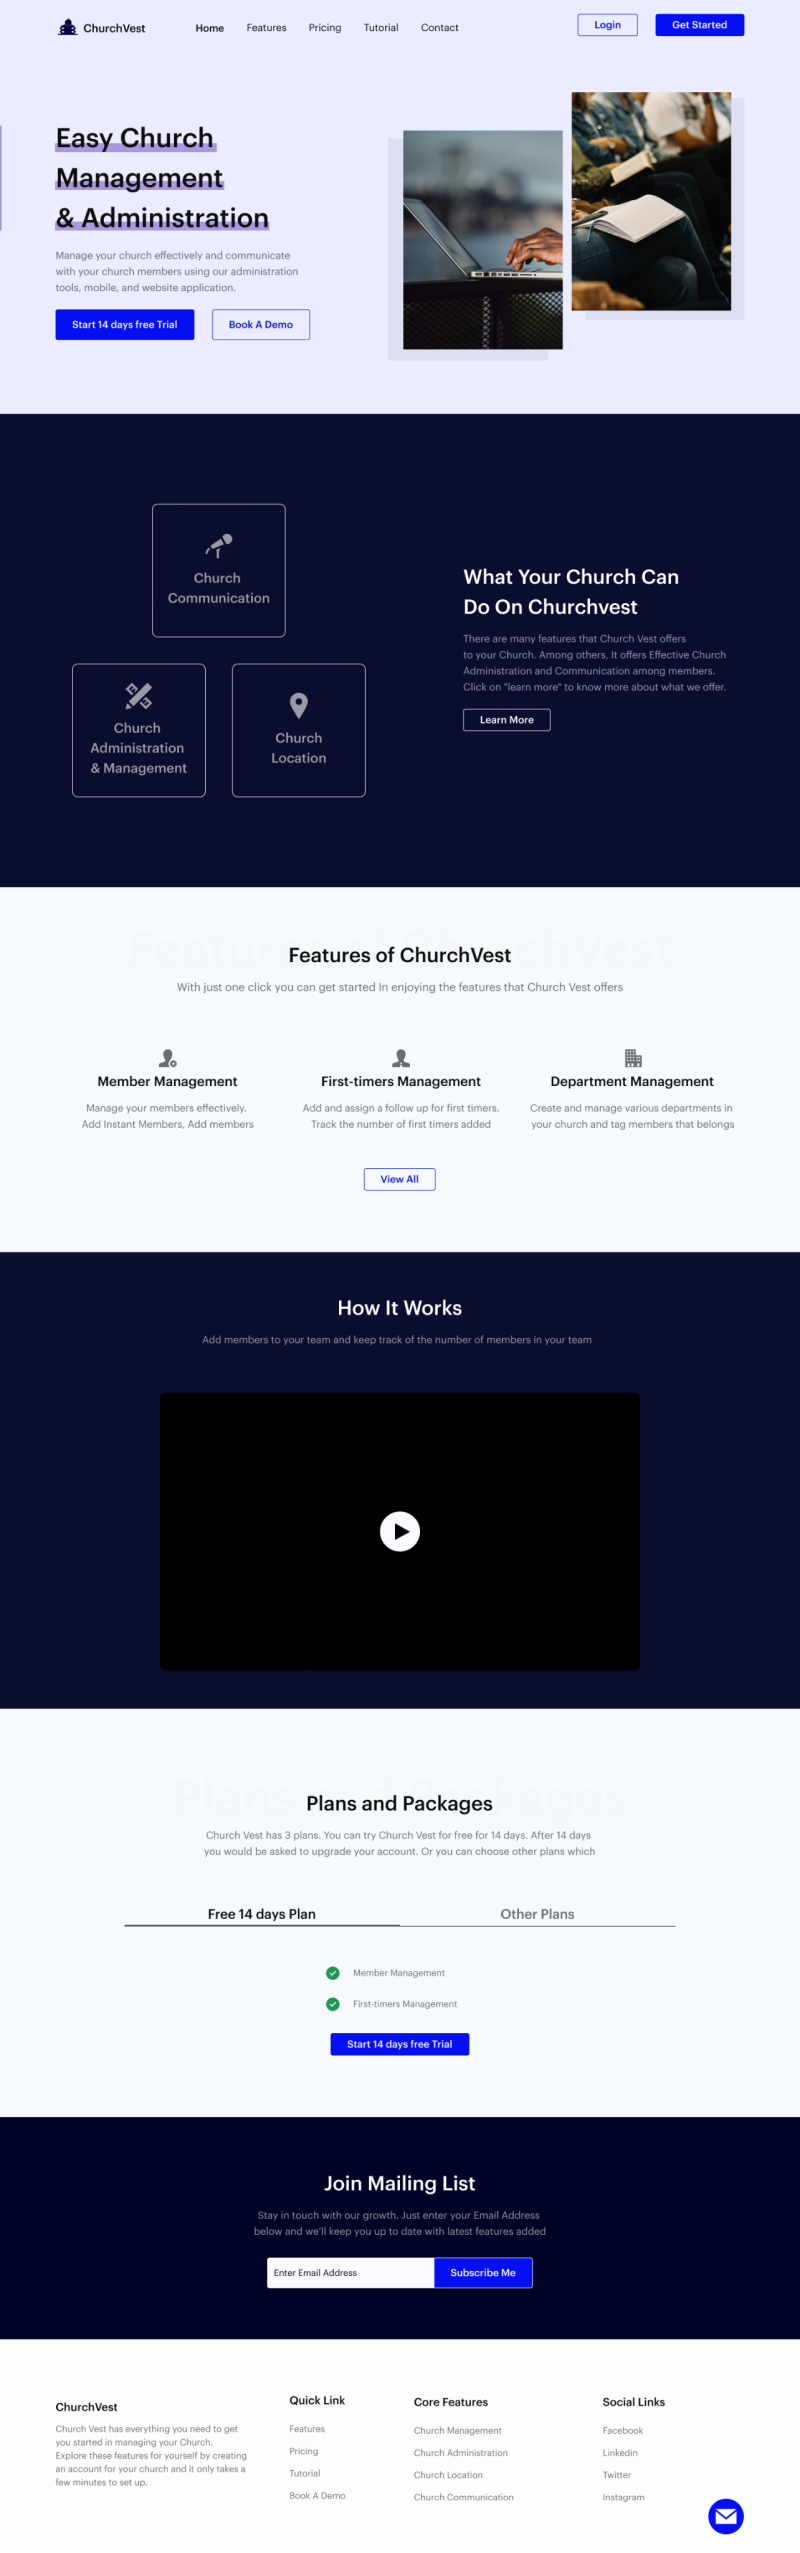 ChurchVest
Home
Features
Pricing
Tutorial
Contact
Login
Get Started
Easy Church
Management
& Administration
Manage your church effectively and communicate
with your church members using our administration
tools, mobile, and website application.
Start 14 days free Trial
Book A Demo
Church
Communication
Church
Administration
& Management
Church
Location
What Your Church Can
Do On Churchvest
There are many features that Church Vest offers
to your Church. Among others, It offers Effective Church
Administration and Communication among members.
Click on "learn more" to know more about what we offer.
Learn More
Features of ChurchVest
Features of ChurchVest
With just one click you can get started In enjoying the features that Church Vest offers
Member Management
Manage your members effectively.
Add Instant Members, Add members
First-timers Management
Add and assign a follow up for first timers.
Track the number of first timers added
Department Management
Create and manage various departments in
your church and tag members that belongs
View All
How It Works
Add members to your team and keep track of the number of members in your team
Plans and Packages
Plans and Packages
Church Vest has 3 plans. You can try Church Vest for free for 14 days. After 14 days
you would be asked to upgrade your account. Or you can choose other plans which
Free 14 days Plan
Other Plans
Member Management
First-timers Management
Start 14 days free Trial
Join Mailing List
Stay in touch with our growth. Just enter your Email Address
below and we'll keep you up to date with latest features added
Enter Email Address
Subscribe Me
ChurchVest
Church Vest has everything you need to get
you started in managing your Church.
Explore these features for yourself by creating
an account for your church and it only takes a
few minutes to set up.
Quick Link
Features
Pricing
Tutorial
Book A Demo
Core Features
Church Management
Church Administration
Church Location
Church Communication
Social Links
Facebook
Linkedin
Twitter
Instagram